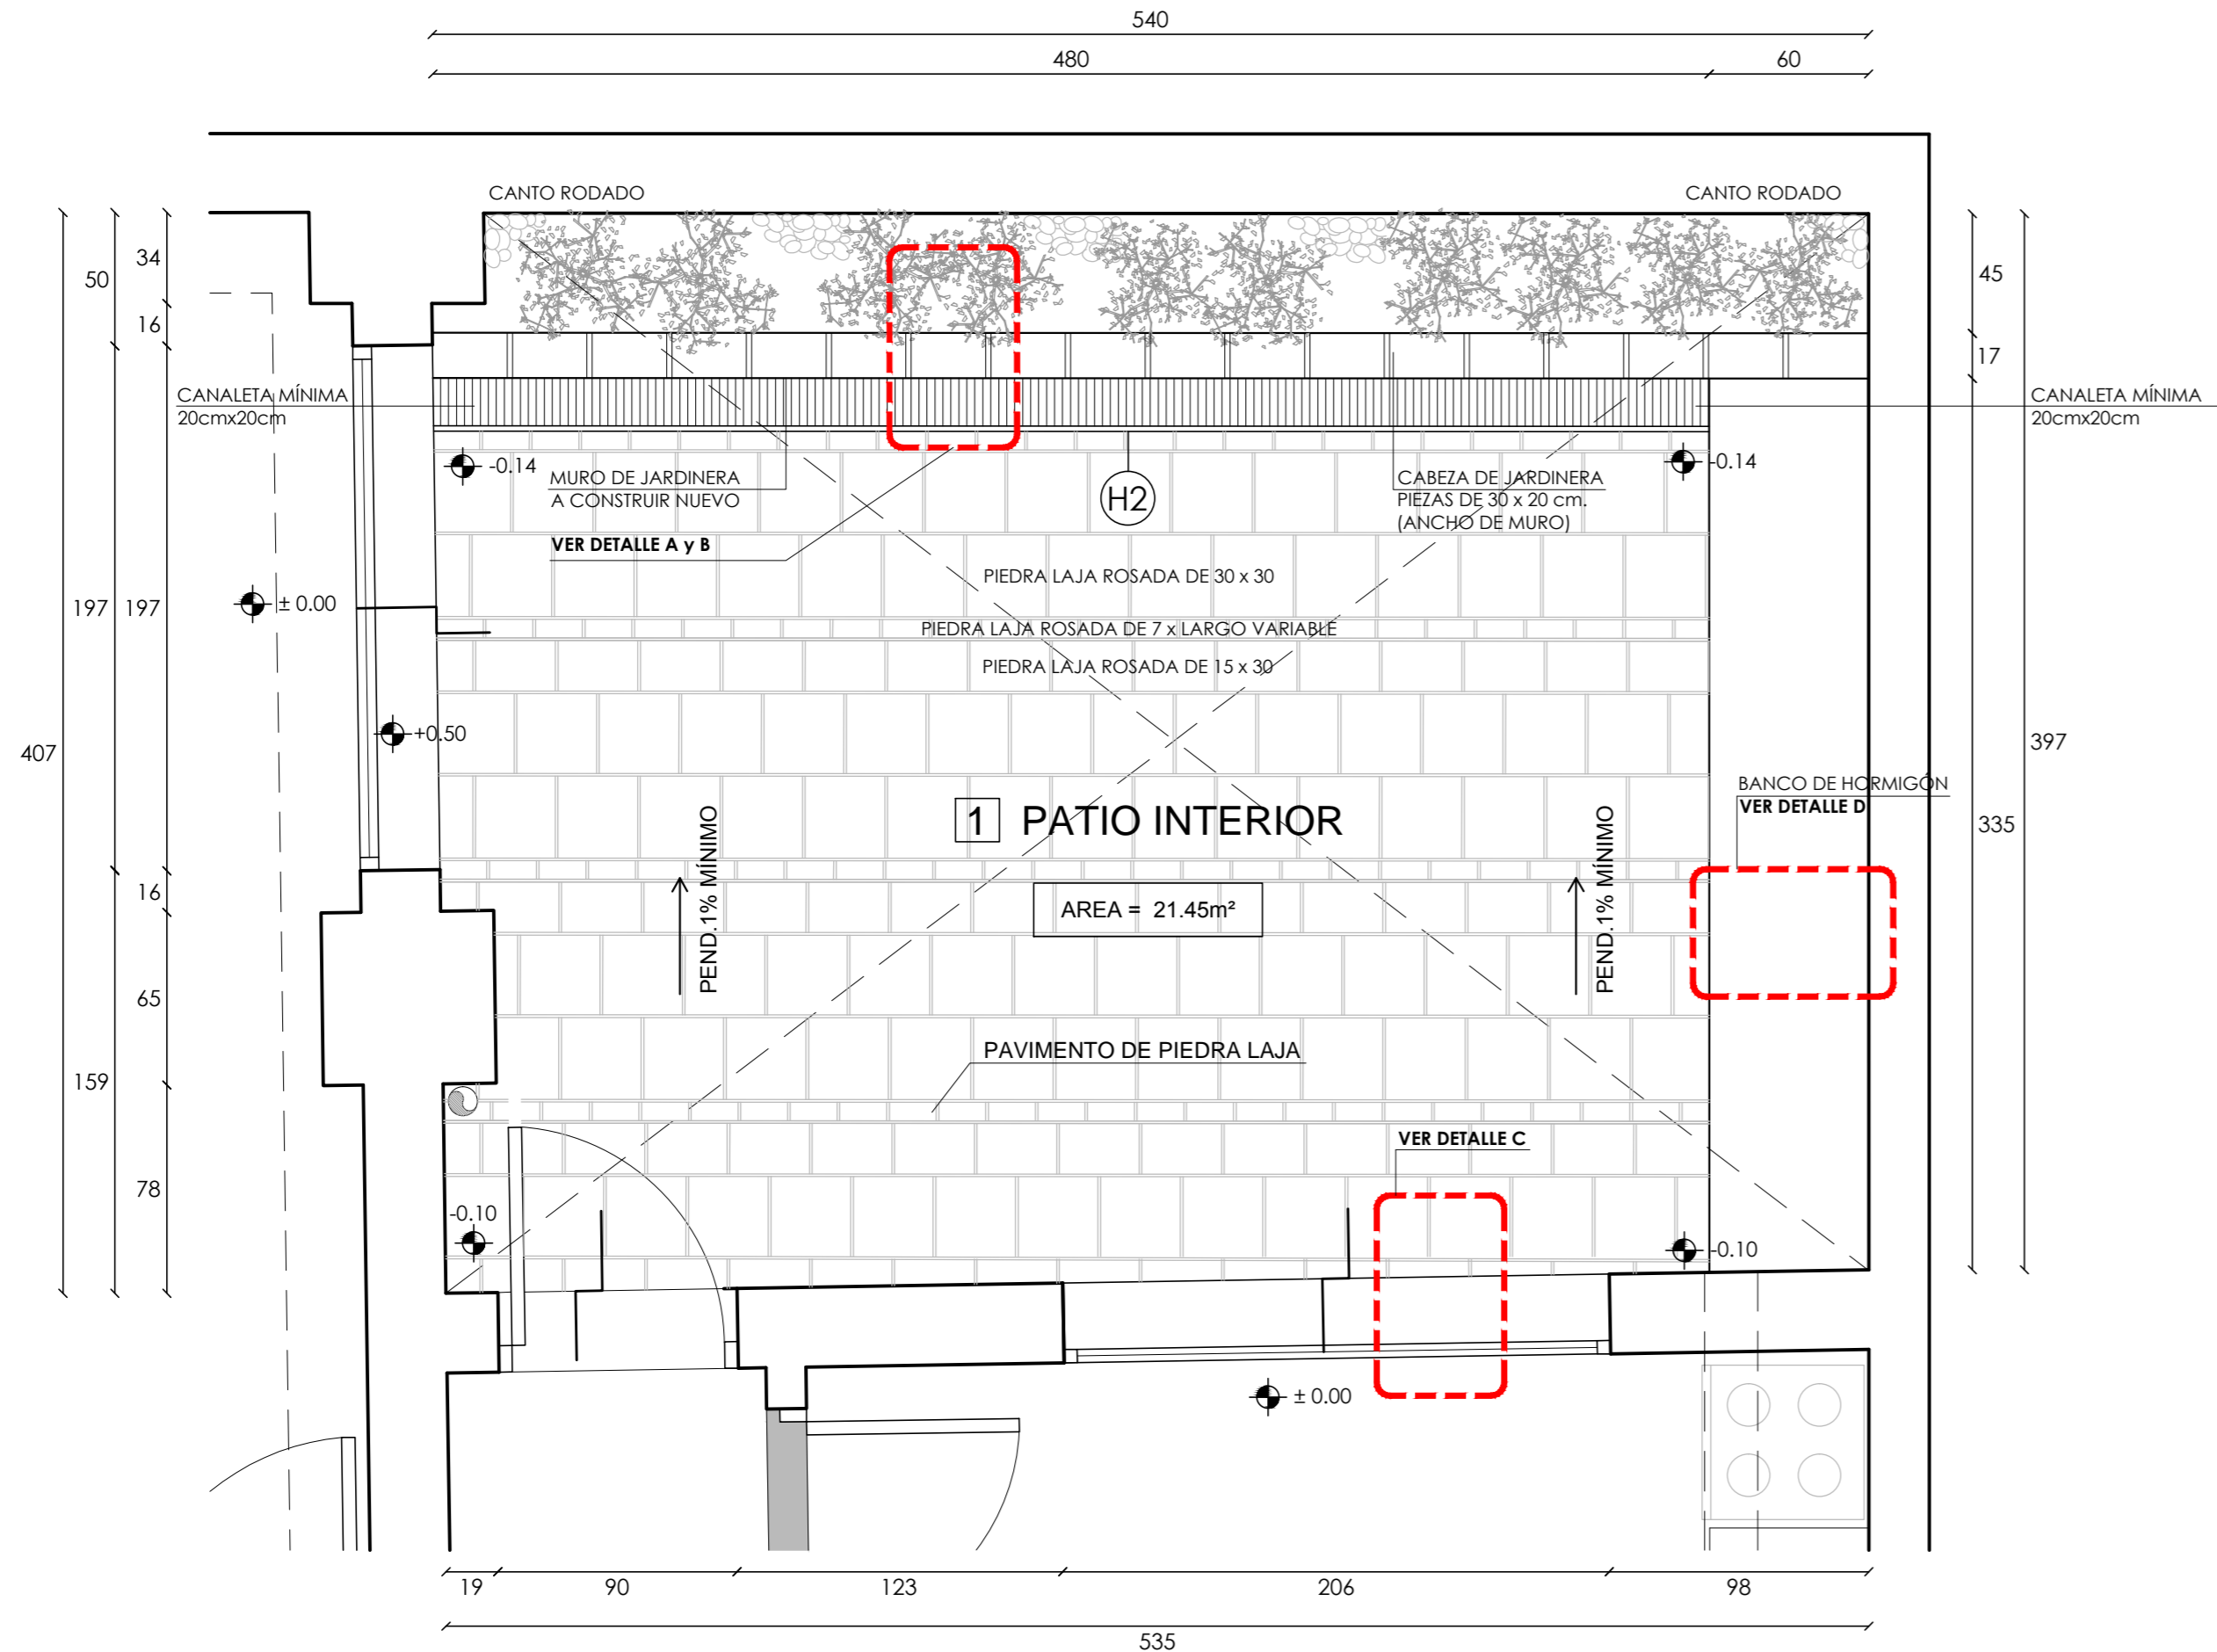 540
480
60
CANTO RODADO
CANTO RODADO
34
50
16
45
17
CANALETA MÍNIMA
20cmx20cm
CANALETA MÍNIMA
20cmx20cm
-0.14
-0.14
MURO DE JARDINERA
A CONSTRUIR NUEVO
H2
CABEZA DE JARDINERA
PIEZAS DE 30 x 20 cm.
(ANCHO DE MURO)
VER DETALLE A y B
PIEDRA LAJA ROSADA DE 30 x 30
± 0.00
197
197
PIEDRA LAJA ROSADA DE 7 x LARGO VARIABLE
PIEDRA LAJA ROSADA DE 15 x 30
+0.50
407
397
BANCO DE HORMIGÓN
VER DETALLE D
1 PATIO INTERIOR
335
PEND.1% MÍNIMO
PEND.1% MÍNIMO
16
AREA = 21.45m²
65
PAVIMENTO DE PIEDRA LAJA
159
VER DETALLE C
78
-0.10
-0.10
± 0.00
19
90
123
206
98
535